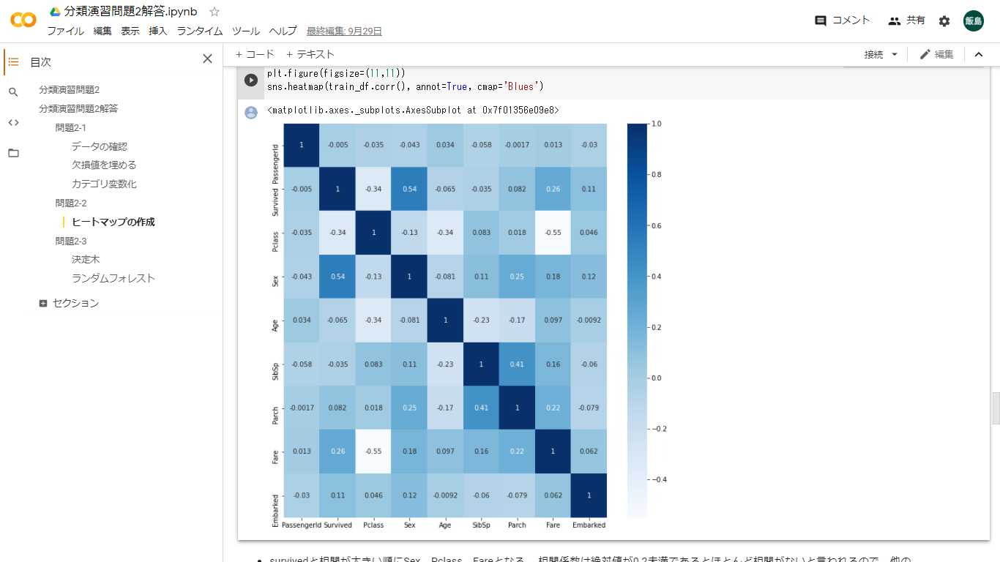 分類演習問題2解答.ipynb
ファイル 編集 表示 挿入 ランタイム ツール ヘルプ 最終編集: 9月29日
コメント 共有 飯島
目次
分類演習問題2
分類演習問題2解答
問題2-1
データの確認
欠損値を埋める
カテゴリ変数化
問題2-2
ヒートマップの作成
問題2-3
決定木
ランダムフォレスト
セクション
+ コード + テキスト 接続 編集
plt.figure(figsize=(11,11))
sns.heatmap(train_df.corr(), annot=True, cmap='Blues')
<matplotlib.axes._subplots.AxesSubplot at 0x7f01356e09e8>
PassengerId 1 -0.005 -0.035 -0.043 0.034 -0.058 -0.0017 0.013 -0.03
Survived -0.005 1 -0.34 0.54 -0.065 -0.035 0.082 0.26 0.11
Pclass -0.035 -0.34 1 -0.13 -0.34 0.083 0.018 -0.55 0.046
Sex -0.043 0.54 -0.13 1 -0.081 0.11 0.25 0.18 0.12
Age 0.034 -0.065 -0.34 -0.081 1 -0.23 -0.17 0.097 -0.0092
SibSp -0.058 -0.035 0.083 0.11 -0.23 1 0.41 0.16 -0.06
Parch -0.0017 0.082 0.018 0.25 -0.17 0.41 1 0.22 -0.079
Fare 0.013 0.26 -0.55 0.18 0.097 0.16 0.22 1 0.062
Embarked -0.03 0.11 0.046 0.12 -0.0092 -0.06 -0.079 0.062 1
PassengerId Survived Pclass Sex Age SibSp Parch Fare Embarked
1.0
0.8
0.6
0.4
0.2
0.0
−0.2
−0.4
survivedと相関が大きい順にSex、Pclass、Fareとなる。 相関係数は絶対値が0.2未満であるとほとんど相関がないと言われるので、他の